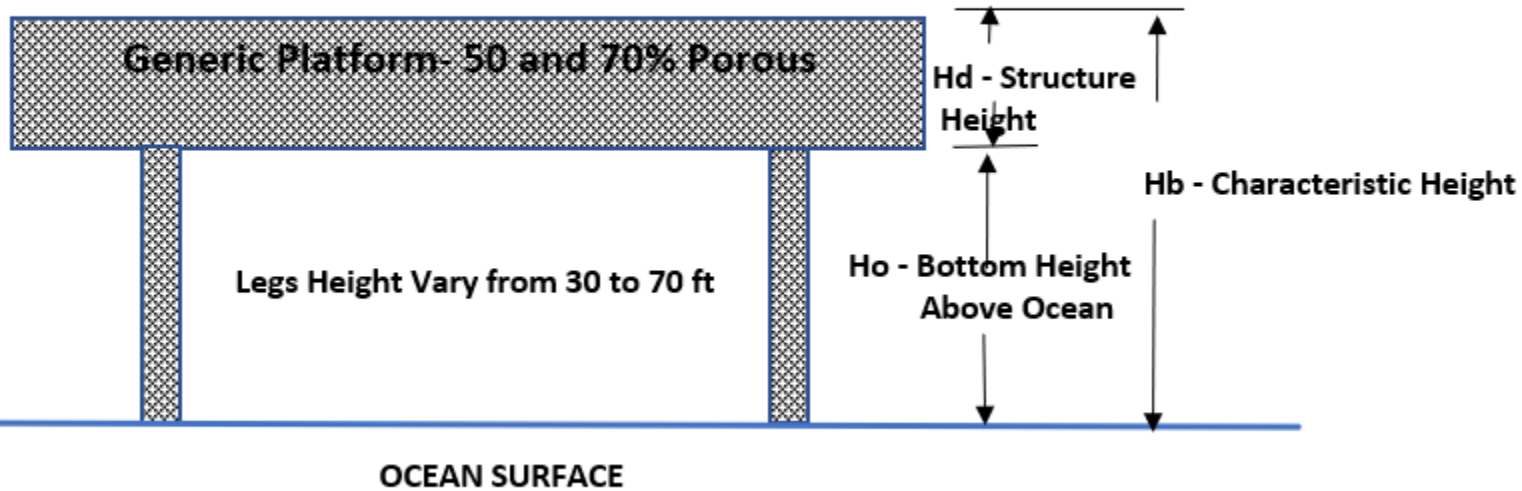 Generic Platform- 50 and 70% Porous
Hd - Structure
Height
Hb - Characteristic Height
Legs Height Vary from 30 to 70 ft
Ho - Bottom Height
Above Ocean
OCEAN SURFACE